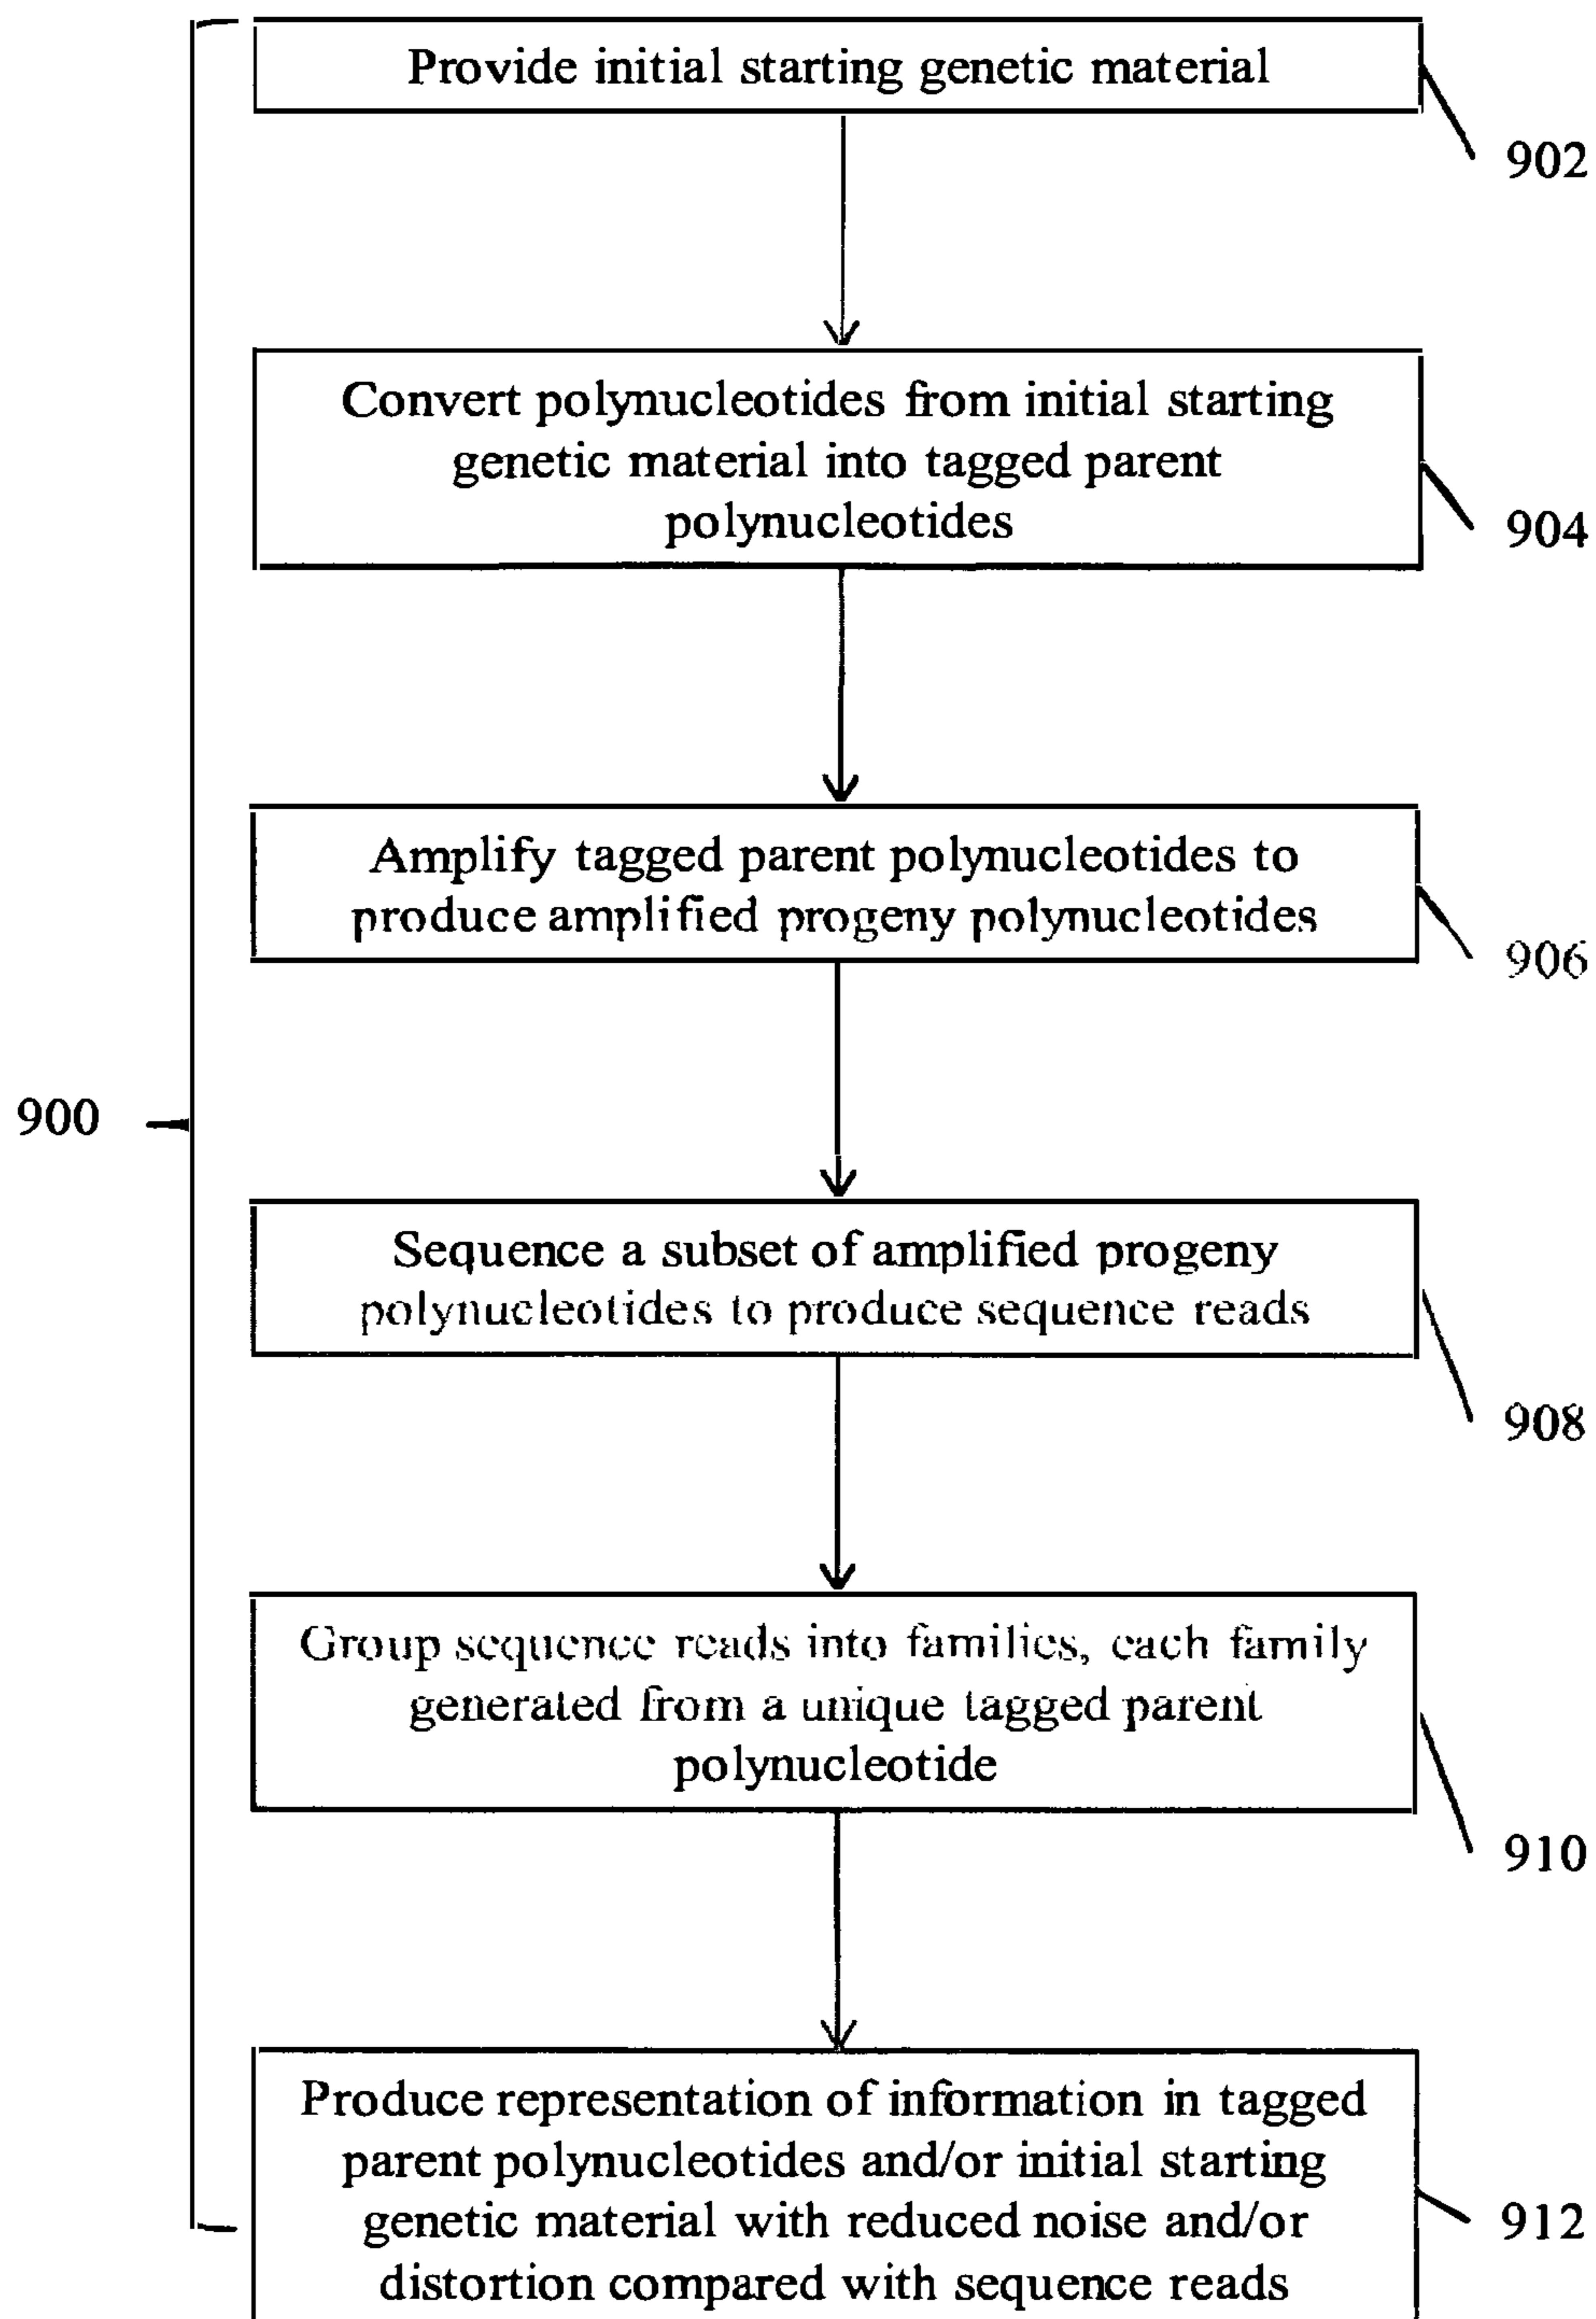 Provide initial starting genetic material
902
Convert polynucleotides from initial starting
genetic material into tagged parent
polynucleotides
904
Amplify tagged parent polynucleotides to
produce amplified progeny polynucleotides
906
900
Sequence a subset of amplified progeny
polynucleotides to produce sequence reads
908
Group sequence reads into families, each family
generated from a unique tagged parent
polynucleotide
910
Produce representation of information in tagged
parent polynucleotides and/or initial starting
genetic material with reduced noise and/or
distortion compared with sequence reads
912